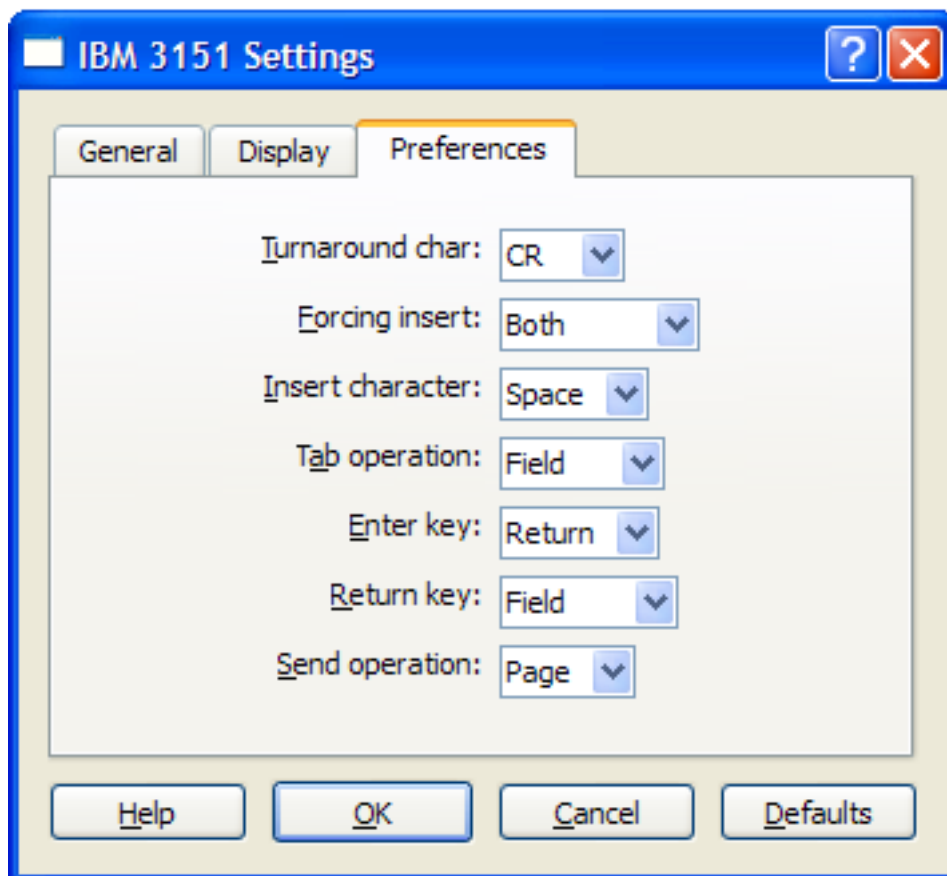 IBM 3151 Settings
General Display Preferences
Turnaround char: CR
Forcing insert: Both
Insert character: Space
Tab operation: Field
Enter key: Return
Return key: Field
Send operation: Page
Help OK Cancel Defaults